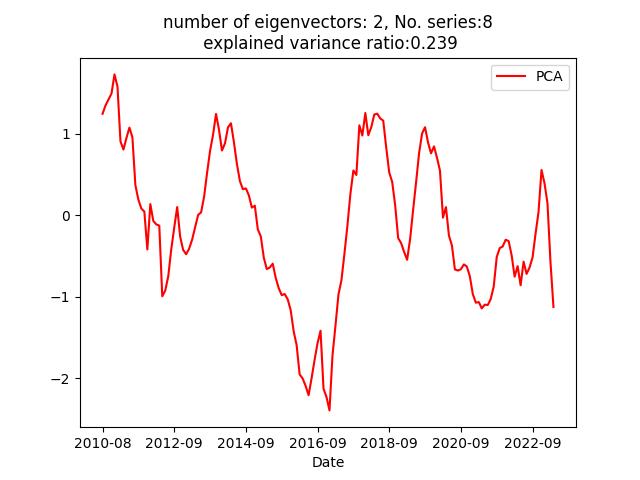 number of eigenvectors: 2, No. series:8
explained variance ratio:0.239
PCA
1
0
−1
−2
2010-08 2012-09 2014-09 2016-09 2018-09 2020-09 2022-09
Date